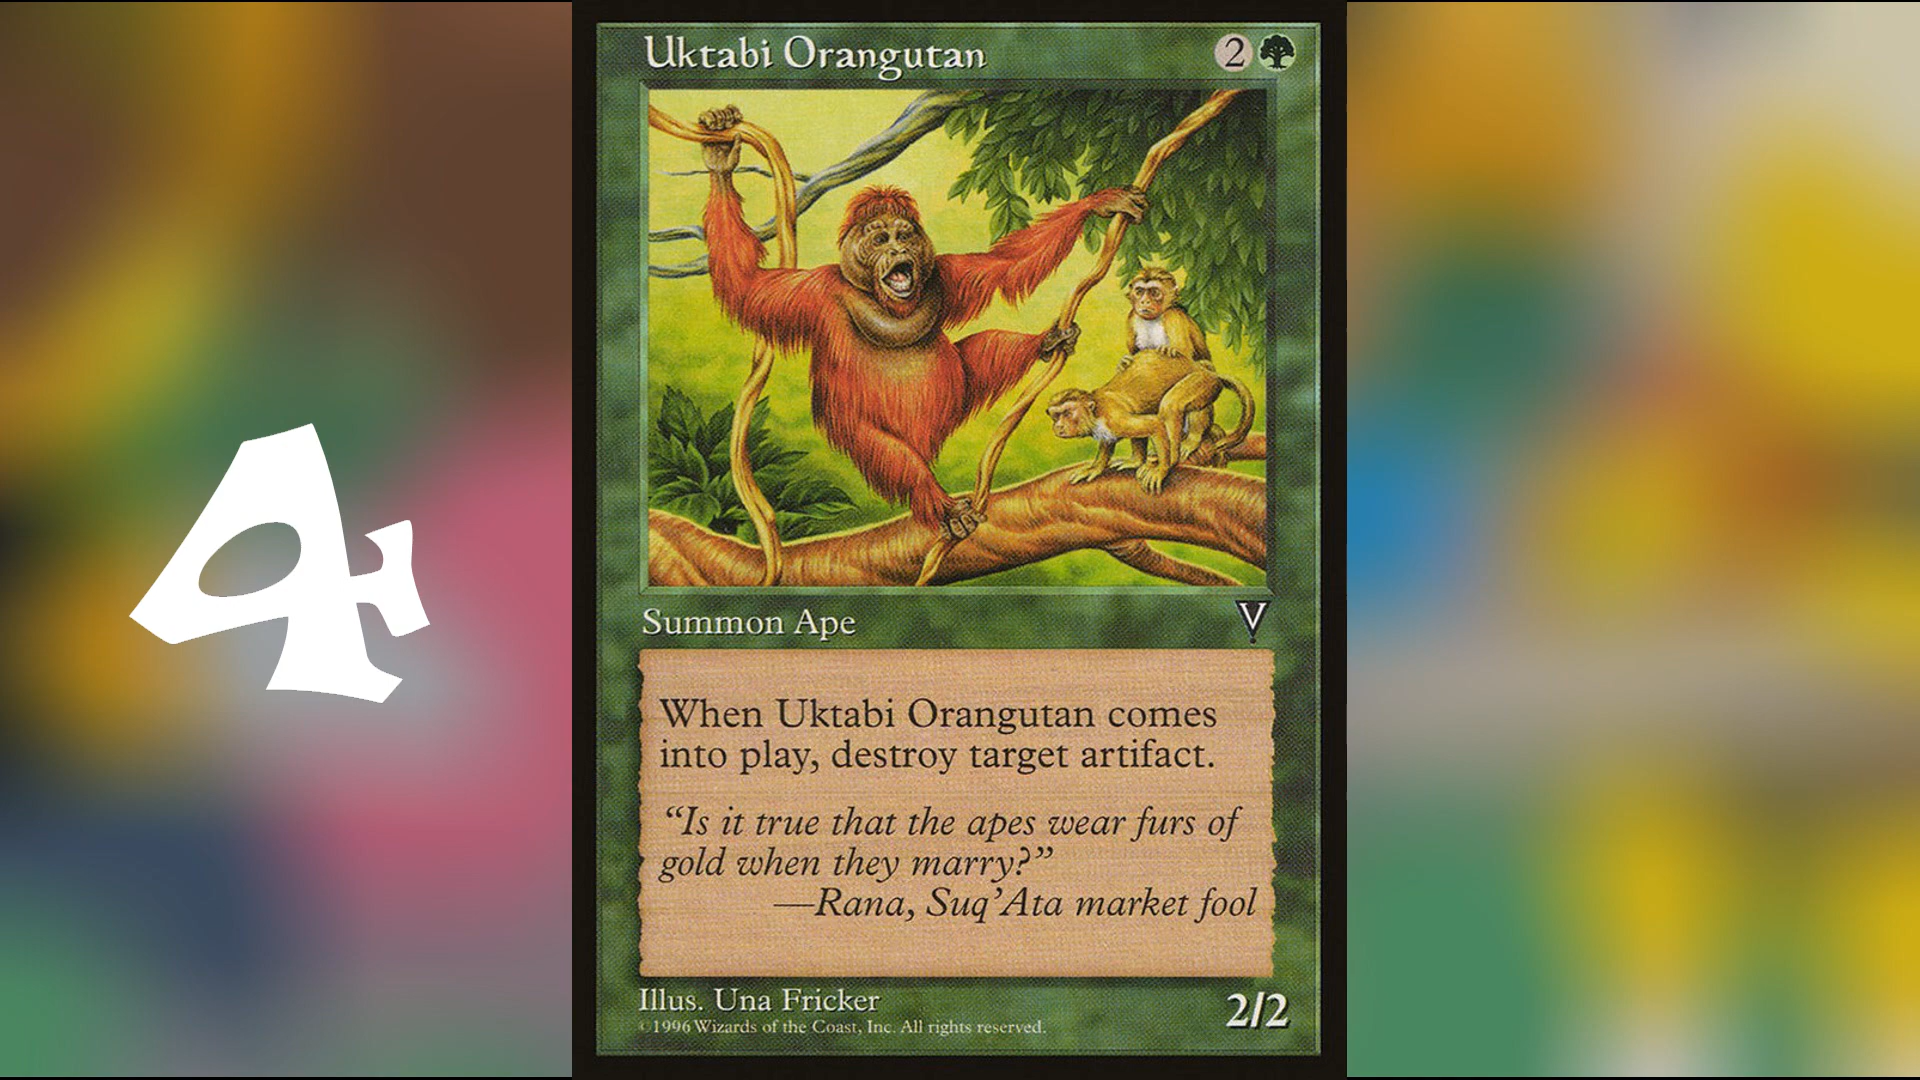 4
Uktabi Orangutan 2
Summon Ape V
When Uktabi Orangutan comes
into play, destroy target artifact.
“Is it true that the apes wear furs of
gold when they marry?”
—Rana, Suq’Ata market fool
Illus. Una Fricker
©1996 Wizards of the Coast, Inc. All rights reserved.
2/2